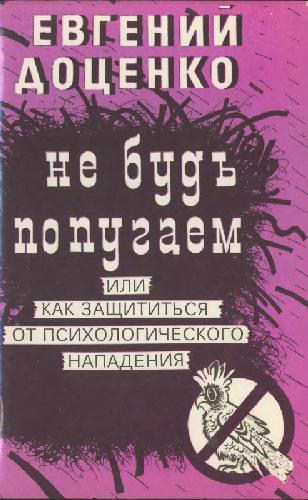 ЕВГЕНИЙ
ДОЦЕНКО
не будь
попугаем
ИЛИ
КАК ЗАЩИТИТЬСЯ
ОТ ПСИХОЛОГИЧЕСКОГО
НАПАДЕНИЯ